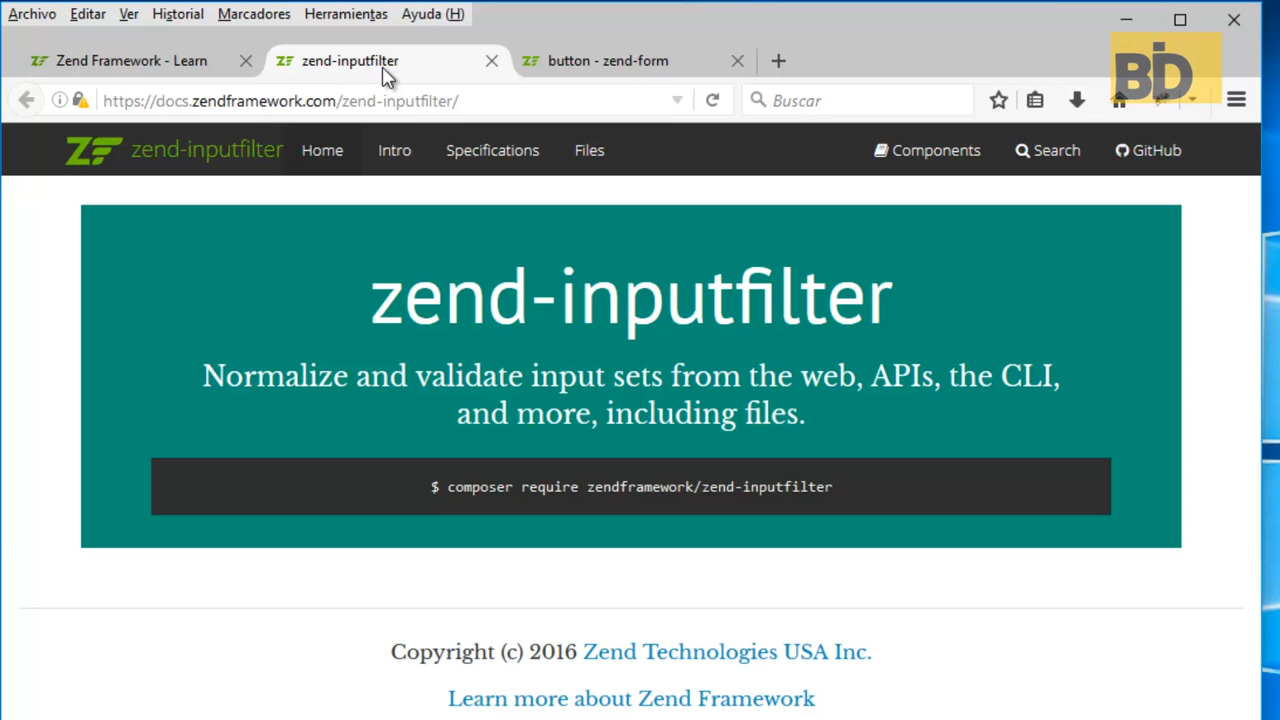 Archivo Editar Ver Historial Marcadores Herramientas Ayuda (H)
Zend Framework - Learn zend-inputfilter button - zend-form
https://docs.zendframework.com/zend-inputfilter/ Buscar
BID
zend-inputfilter Home Intro Specifications Files Components Search GitHub
zend-inputfilter
Normalize and validate input sets from the web, APIs, the CLI,
and more, including files.
$ composer require zendframework/zend-inputfilter
Copyright (c) 2016 Zend Technologies USA Inc.
Learn more about Zend Framework